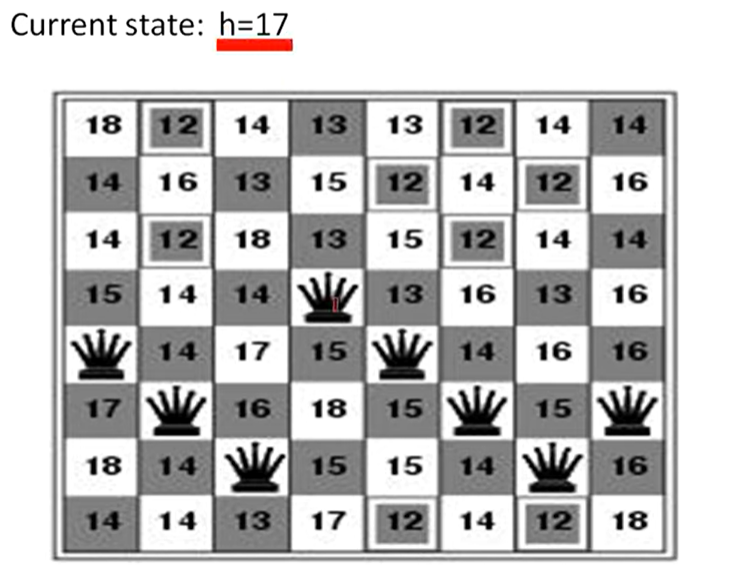 Current state: h=17
18 12 14 13 13 12 14 14
14 16 13 15 12 14 12 16
14 12 18 13 15 12 14 14
15 14 14 13 16 13 16
14 17 15 14 16 16
17 16 18 15 15
18 14 15 15 14 16
14 14 13 17 12 14 12 18